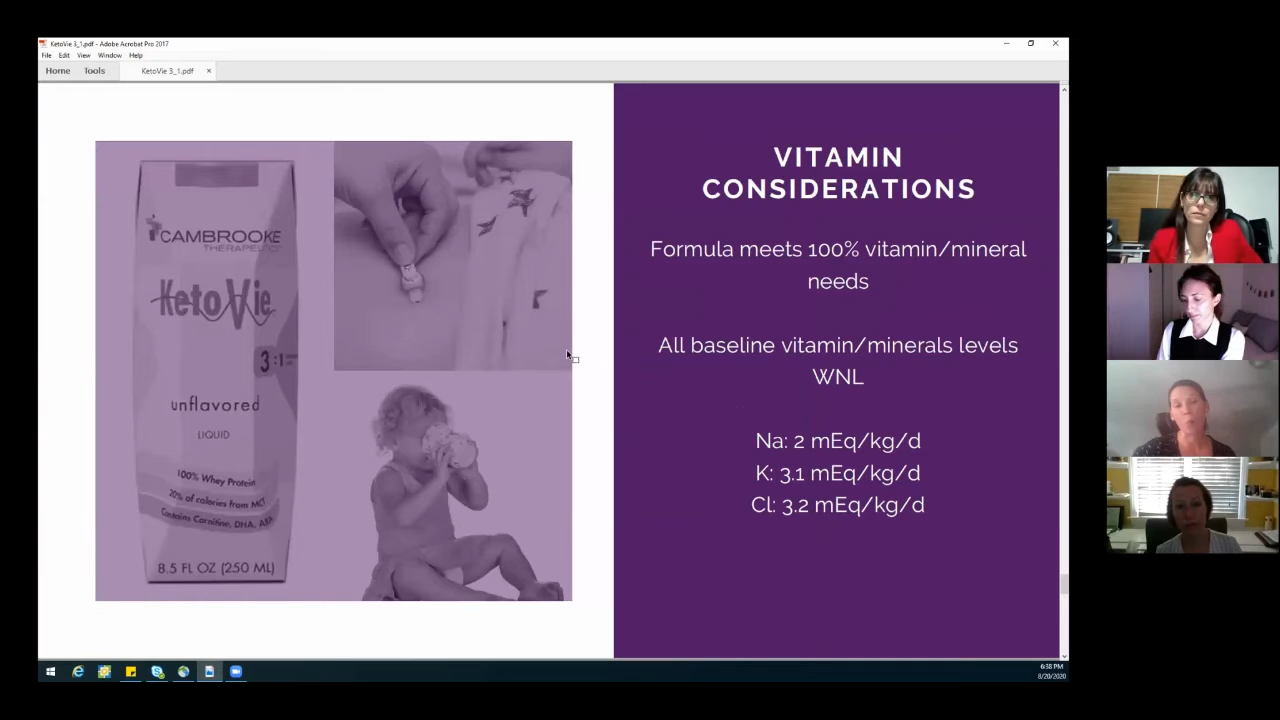 KetoVie 3_1.pdf - Adobe Acrobat Pro 2017
File Edit View Window Help
Home Tools KetoVie 3_1.pdf
CAMBROOKE
THERAPEUTICS
KetoVie
3:1
unflavored
LIQUID
100% Whey Protein
20% of calories from MCT
Contains Carnitine, DHA, ARA
8.5 FL OZ (250 ML)
VITAMIN
CONSIDERATIONS
Formula meets 100% vitamin/mineral
needs
All baseline vitamin/minerals levels
WNL
Na: 2 mEq/kg/d
K: 3.1 mEq/kg/d
Cl: 3.2 mEq/kg/d
6:38 PM
8/20/2020